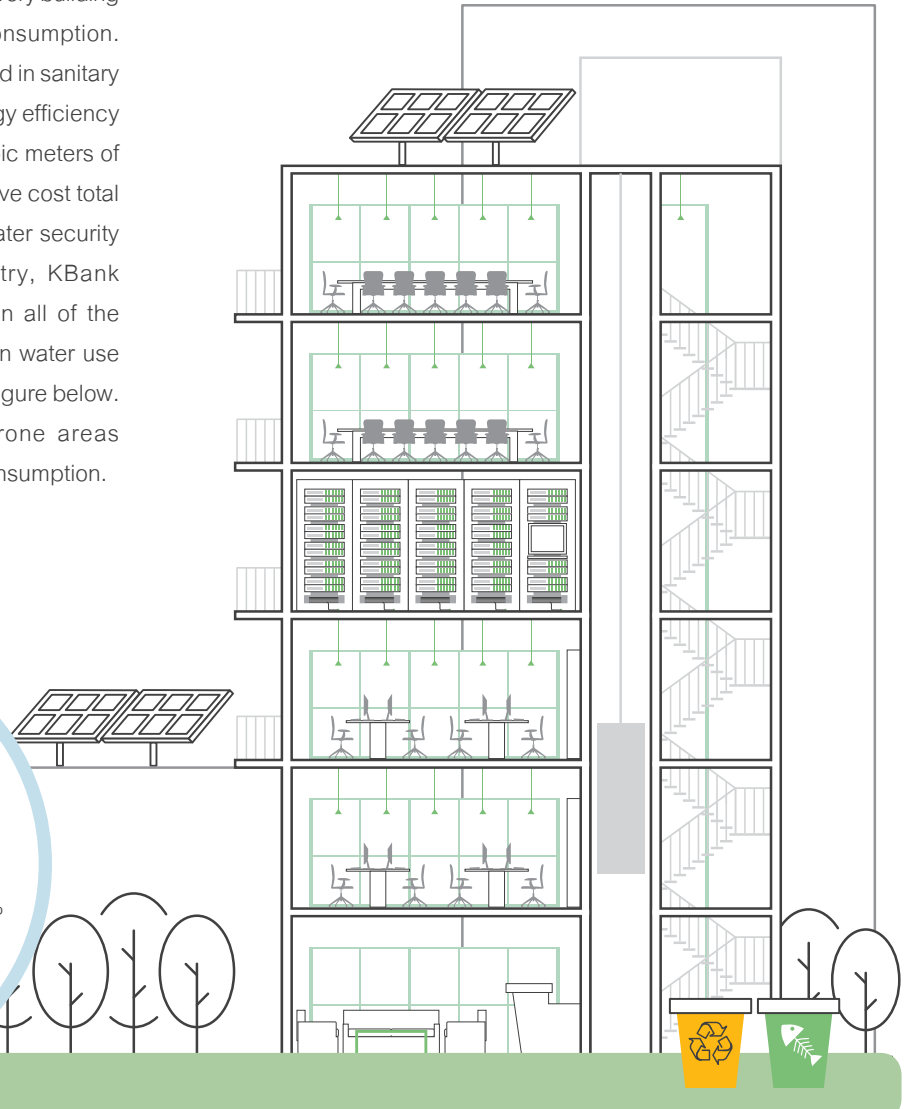 building
onsumption.
d in sanitary
gy efficiency
ic meters of
ve cost total
ater security
try, KBank
n all of the
n water use
gure below.
rone areas
nsumption.